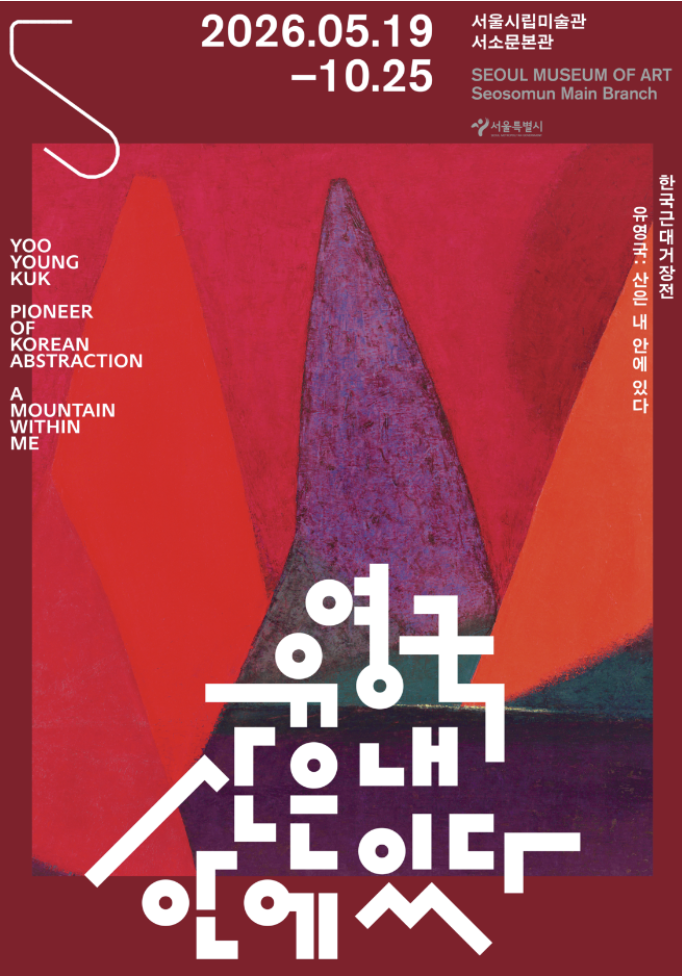 2026.05.19
–10.25
서울시립미술관
서소문본관
SEOUL MUSEUM OF ART
Seosomun Main Branch
서울특별시
한국근대거장전
유영국: 산은 내 안에 있다
YOO
YOUNG
KUK
PIONEER
OF
KOREAN
ABSTRACTION
A
MOUNTAIN
WITHIN
ME
유영국
산은 내
안에 있다